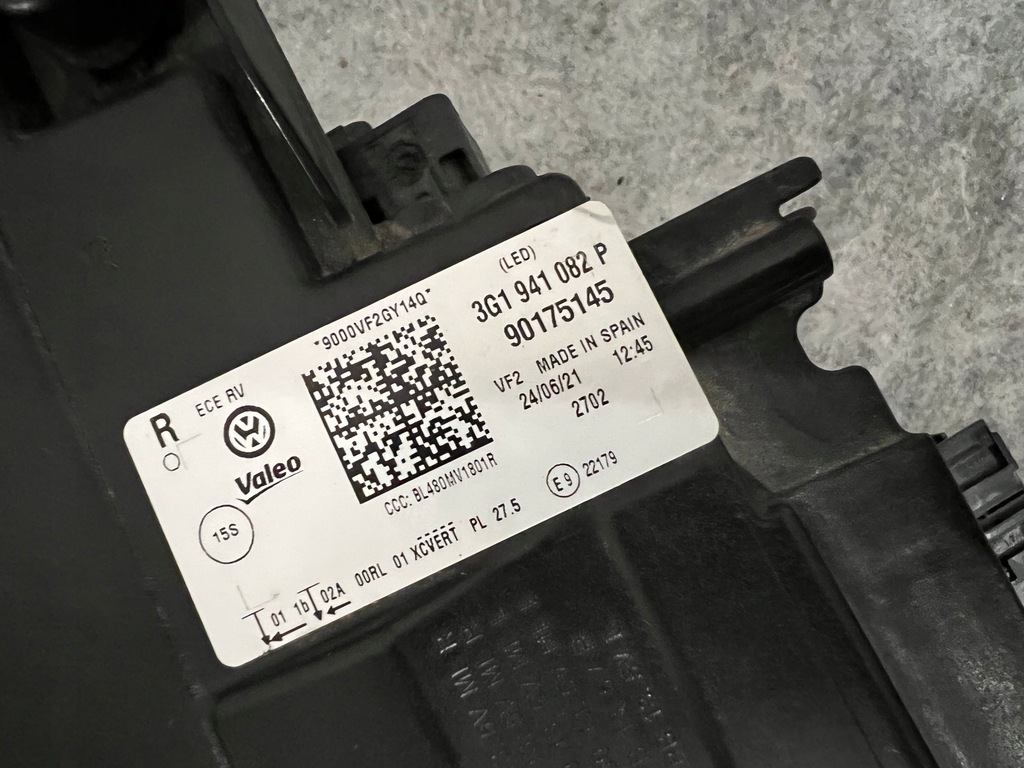 (LED)
3G1 941 082 P
90175145
VF2 MADE IN SPAIN
24/06/21 12:45
2702
*9000VF2GY14Q*
R
ECE RV
VW
Valeo
CCC: BL480MV1801R
15S
E9 22179
01 1b 02A 00RL 01 XCVERT PL 27.5